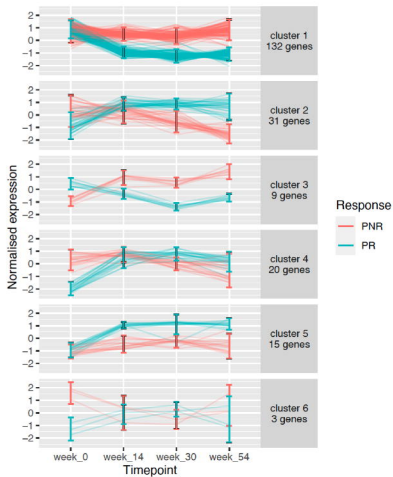 Normalised expression
2
1
0
−1
−2
cluster 1
132 genes
2
1
0
−1
−2
cluster 2
31 genes
2
1
0
−1
−2
cluster 3
9 genes
2
1
0
−1
−2
cluster 4
20 genes
2
1
0
−1
−2
cluster 5
15 genes
2
1
0
−1
−2
cluster 6
3 genes
week_0 week_14 week_30 week_54
Timepoint
Response
PNR
PR